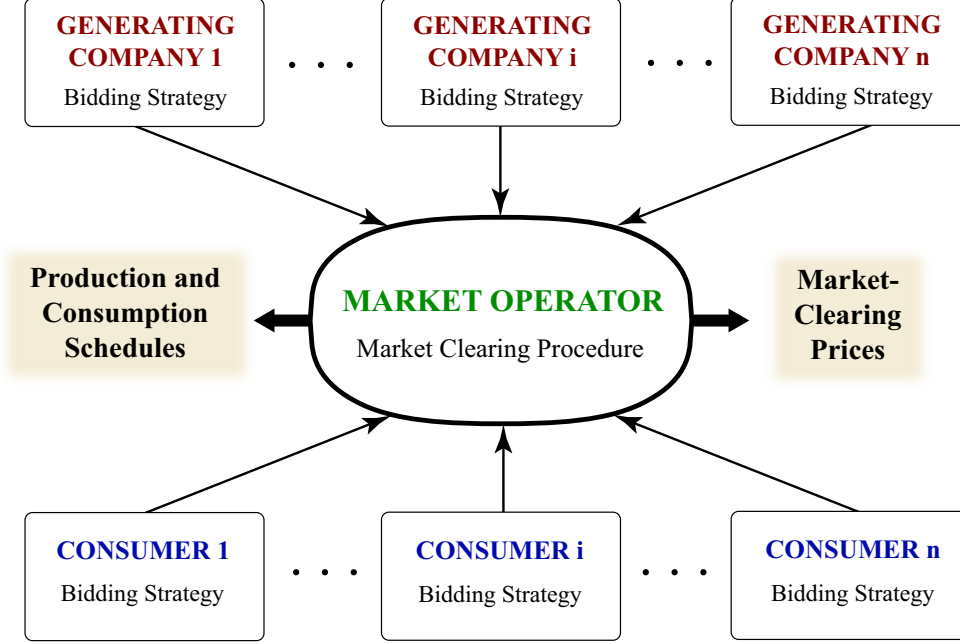 GENERATING
COMPANY 1
Bidding Strategy
. . .
GENERATING
COMPANY i
Bidding Strategy
. . .
GENERATING
COMPANY n
Bidding Strategy
Production and
Consumption
Schedules
MARKET OPERATOR
Market Clearing Procedure
Market-
Clearing
Prices
CONSUMER 1
Bidding Strategy
. . .
CONSUMER i
Bidding Strategy
. . .
CONSUMER n
Bidding Strategy